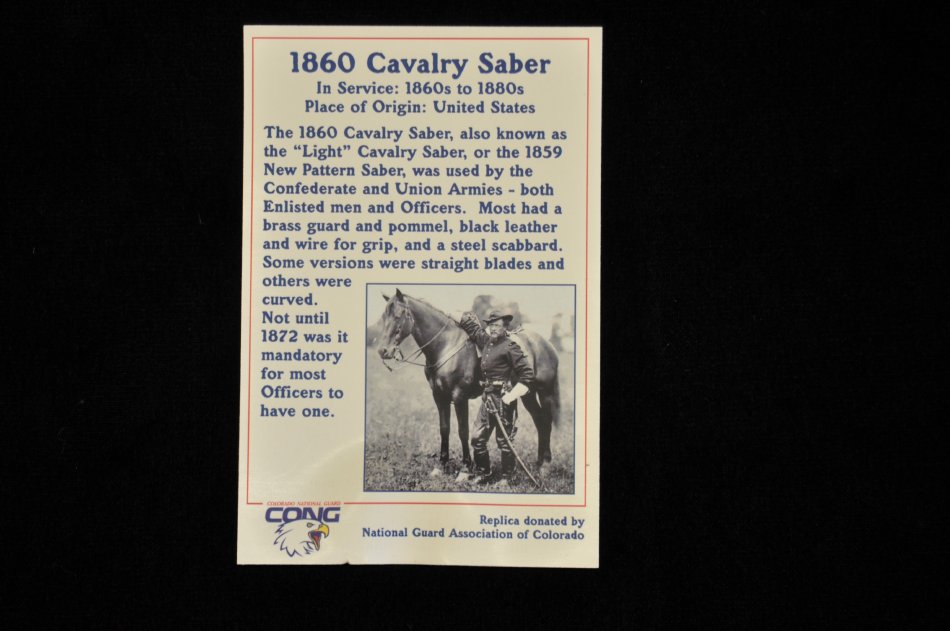 1860 Cavalry Saber
In Service: 1860s to 1880s
Place of Origin: United States
The 1860 Cavalry Saber, also known as
the “Light” Cavalry Saber, or the 1859
New Pattern Saber, was used by the
Confederate and Union Armies - both
Enlisted men and Officers. Most had a
brass guard and pommel, black leather
and wire for grip, and a steel scabbard.
Some versions were straight blades and
others were
curved.
Not until
1872 was it
mandatory
for most
Officers to
have one.
COLORADO NATIONAL GUARD
CONG
Replica donated by
National Guard Association of Colorado